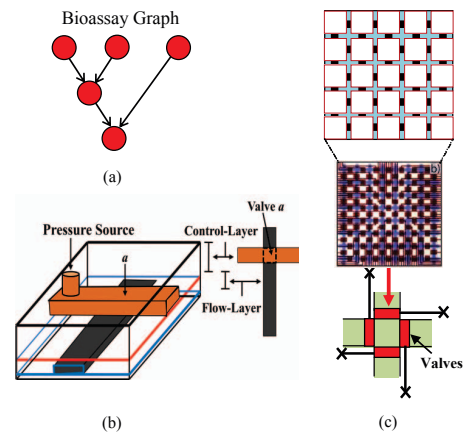 Bioassay Graph
(a)
Pressure Source
a
Control-Layer
Flow-Layer
Valve a
(b)
Valves
(c)